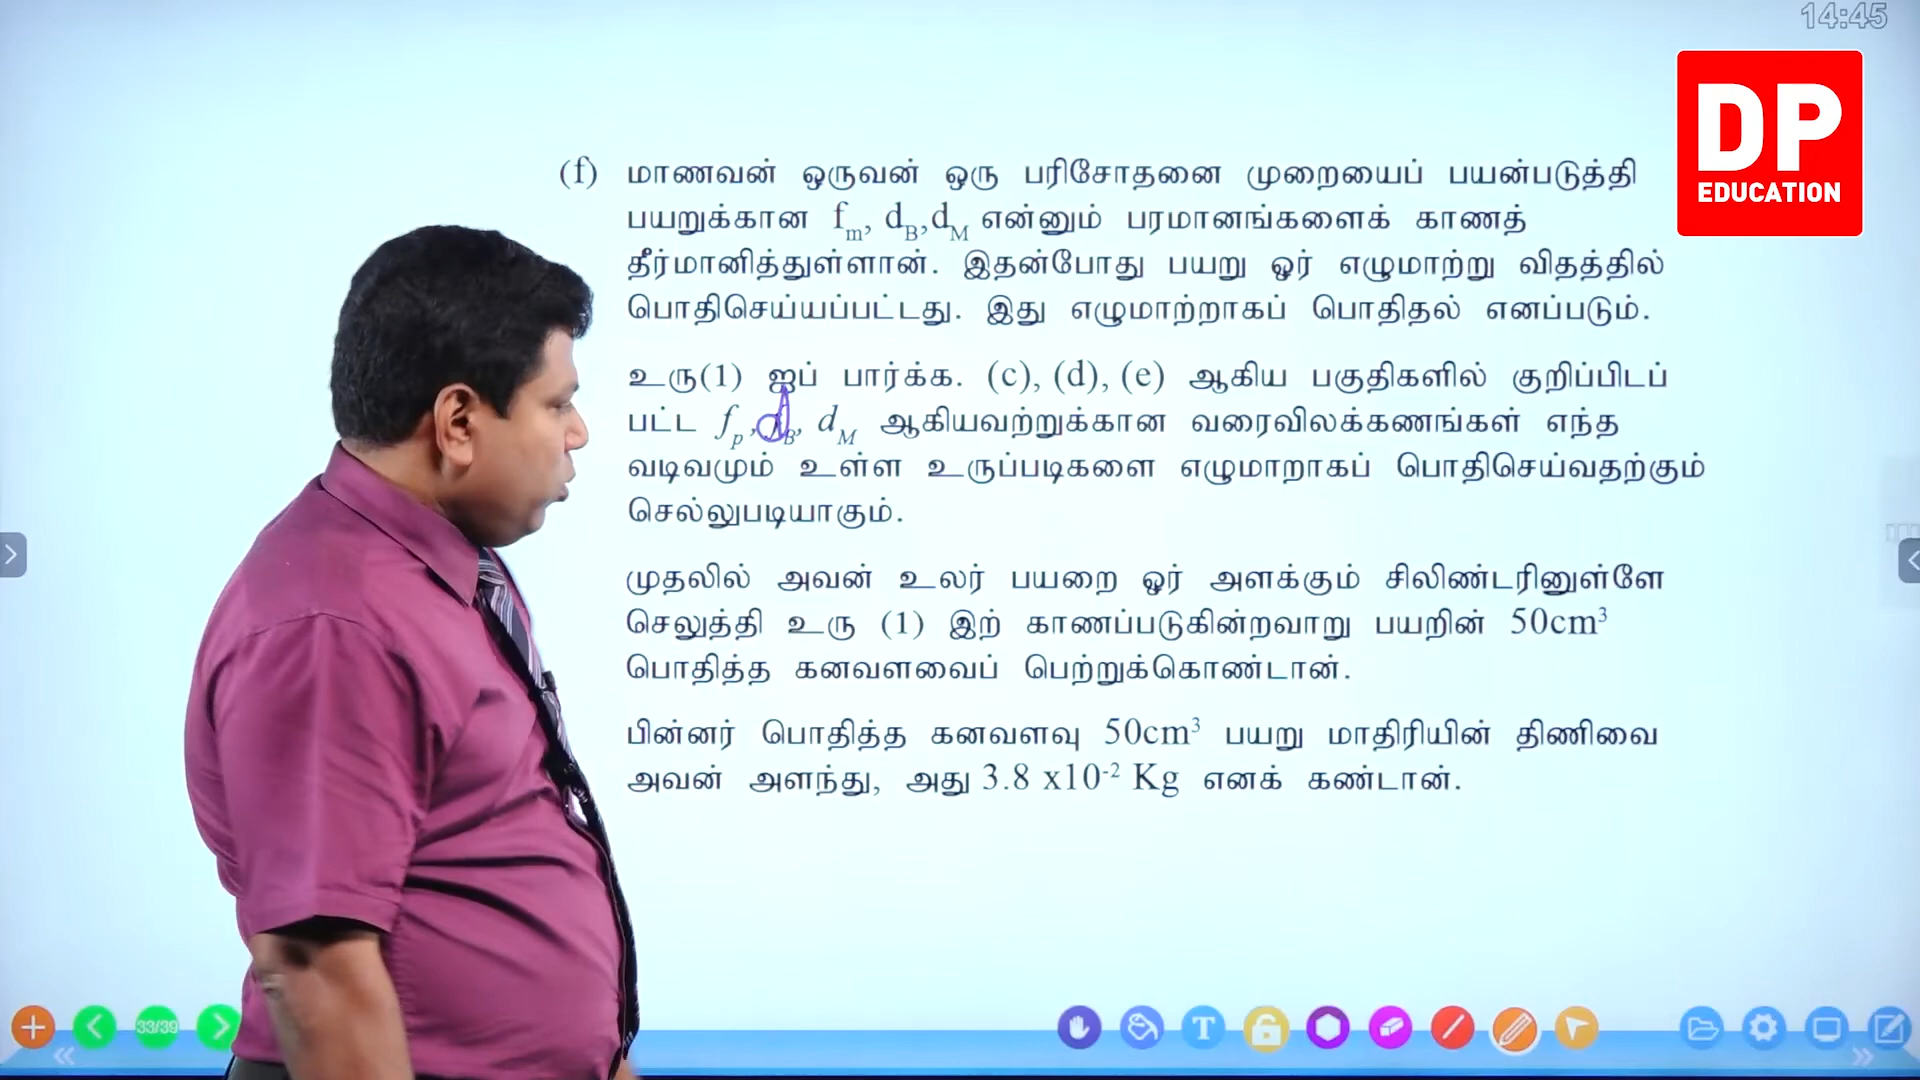 14:45
DP
EDUCATION
(f) மாணவன் ஒருவன் ஒரு பரிசோதனை முறையைப் பயன்படுத்தி
பயறுக்கான fm, dB,dM என்னும் பரமானங்களைக் காணத்
தீர்மானித்துள்ளான். இதன்போது பயறு ஒர் எழுமாற்று விதத்தில்
பொதிசெய்யப்பட்டது. இது எழுமாற்றாகப் பொதிதல் எனப்படும்.
உரு(1) ஐப் பார்க்க. (c), (d), (e) ஆகிய பகுதிகளில் குறிப்பிடப்
பட்ட fp, dB, dM ஆகியவற்றுக்கான வரைவிலக்கணங்கள் எந்த
வடிவமும் உள்ள உருப்படிகளை எழுமாறாகப் பொதிசெய்வதற்கும்
செல்லுபடியாகும்.
முதலில் அவன் உலர் பயறை ஒர் அளக்கும் சிலிண்டரினுள்ளே
செலுத்தி உரு (1) இற் காணப்படுகின்றவாறு பயறின் 50cm³
பொதித்த கனவளவைப் பெற்றுக்கொண்டான்.
பின்னர் பொதித்த கனவளவு 50cm³ பயறு மாதிரியின் திணிவை
அவன் அளந்து, அது 3.8 x10⁻² Kg எனக் கண்டான்.
33/39